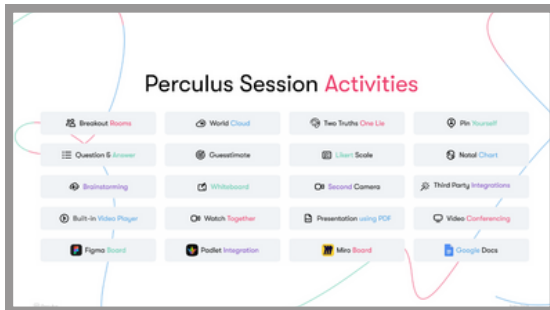 Perculus Session Activities
Breakout Rooms
World Cloud
Two Truths One Lie
Pin Yourself
Question & Answer
Guesstimate
Likert Scale
Natal Chart
Brainstorming
Whiteboard
Second Camera
Third Party Integrations
Built-in Video Player
Watch Together
Presentation using PDF
Video Conferencing
Figma Board
Padlet Integration
Miro Board
Google Docs